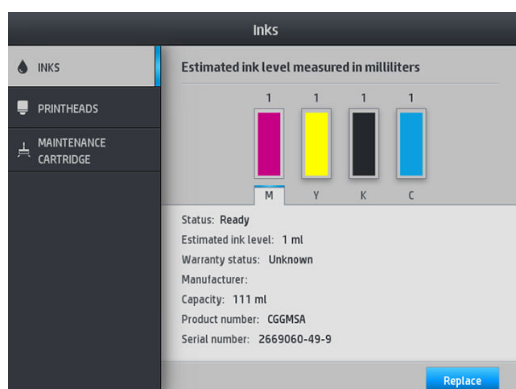 Inks
INKS
PRINTHEADS
MAINTENANCE
CARTRIDGE
Estimated ink level measured in milliliters
1 1 1 1
M Y K C
Status: Ready
Estimated ink level: 1 ml
Warranty status: Unknown
Manufacturer:
Capacity: 111 ml
Product number: CGGMSA
Serial number: 2669060-49-9
Replace